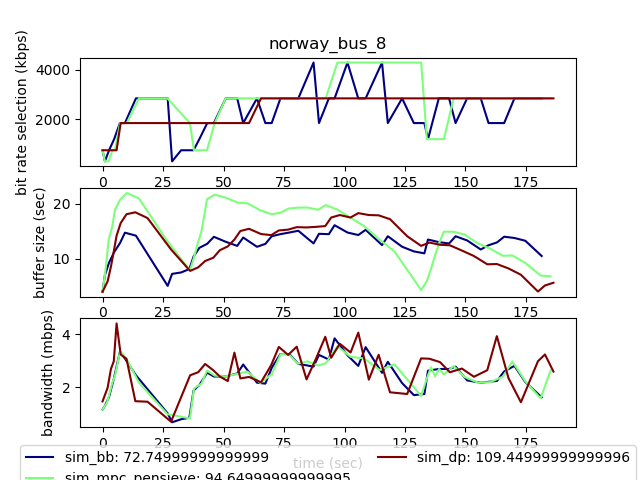 norway_bus_8
bit rate selection (kbps)
4000
2000
0 25 50 75 100 125 150 175
buffer size (sec)
20
10
0 25 50 75 100 125 150 175
bandwidth (mbps)
4
2
time (sec)
sim_bb: 72.74999999999999
sim_dp: 109.44999999999996
sim_mpc_pensieve: 94.64999999999995